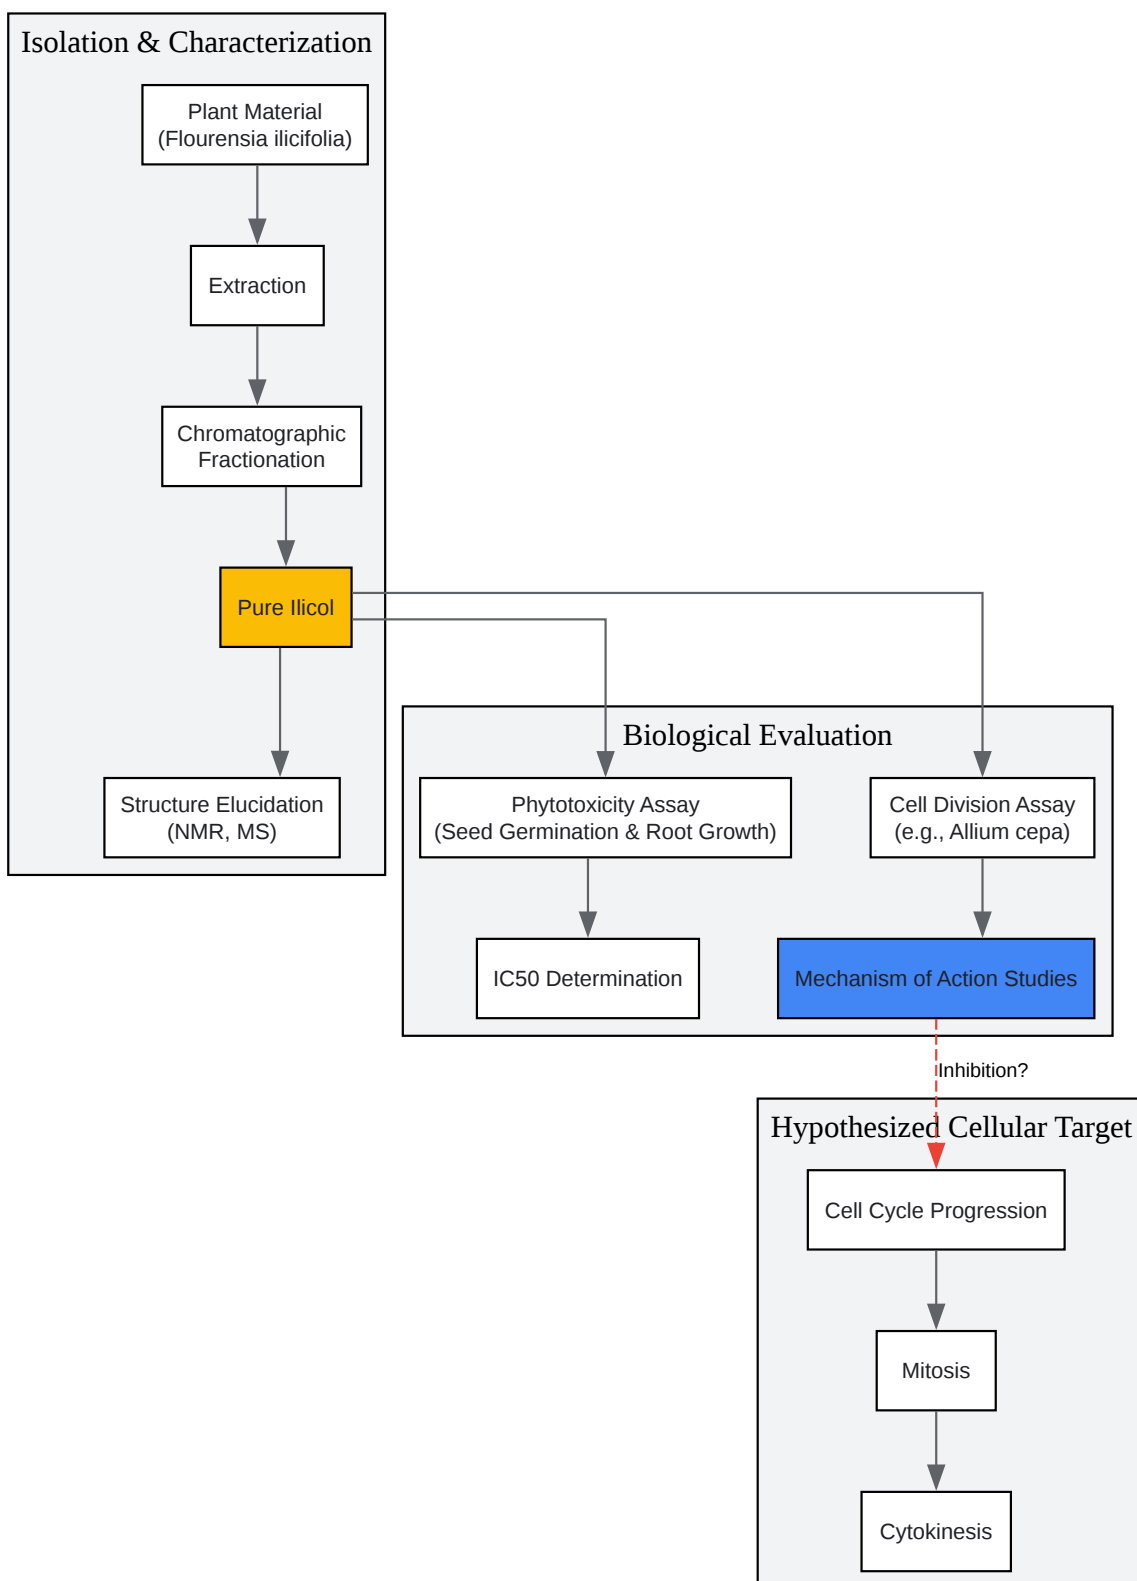 Isolation & Characterization
Plant Material
(Flourensia ilicifolia)
Extraction
Chromatographic
Fractionation
Pure Ilicol
Structure Elucidation
(NMR, MS)
Biological Evaluation
Phytotoxicity Assay
(Seed Germination & Root Growth)
Cell Division Assay
(e.g., Allium cepa)
IC50 Determination
Mechanism of Action Studies
Inhibition?
Hypothesized Cellular Target
Cell Cycle Progression
Mitosis
Cytokinesis